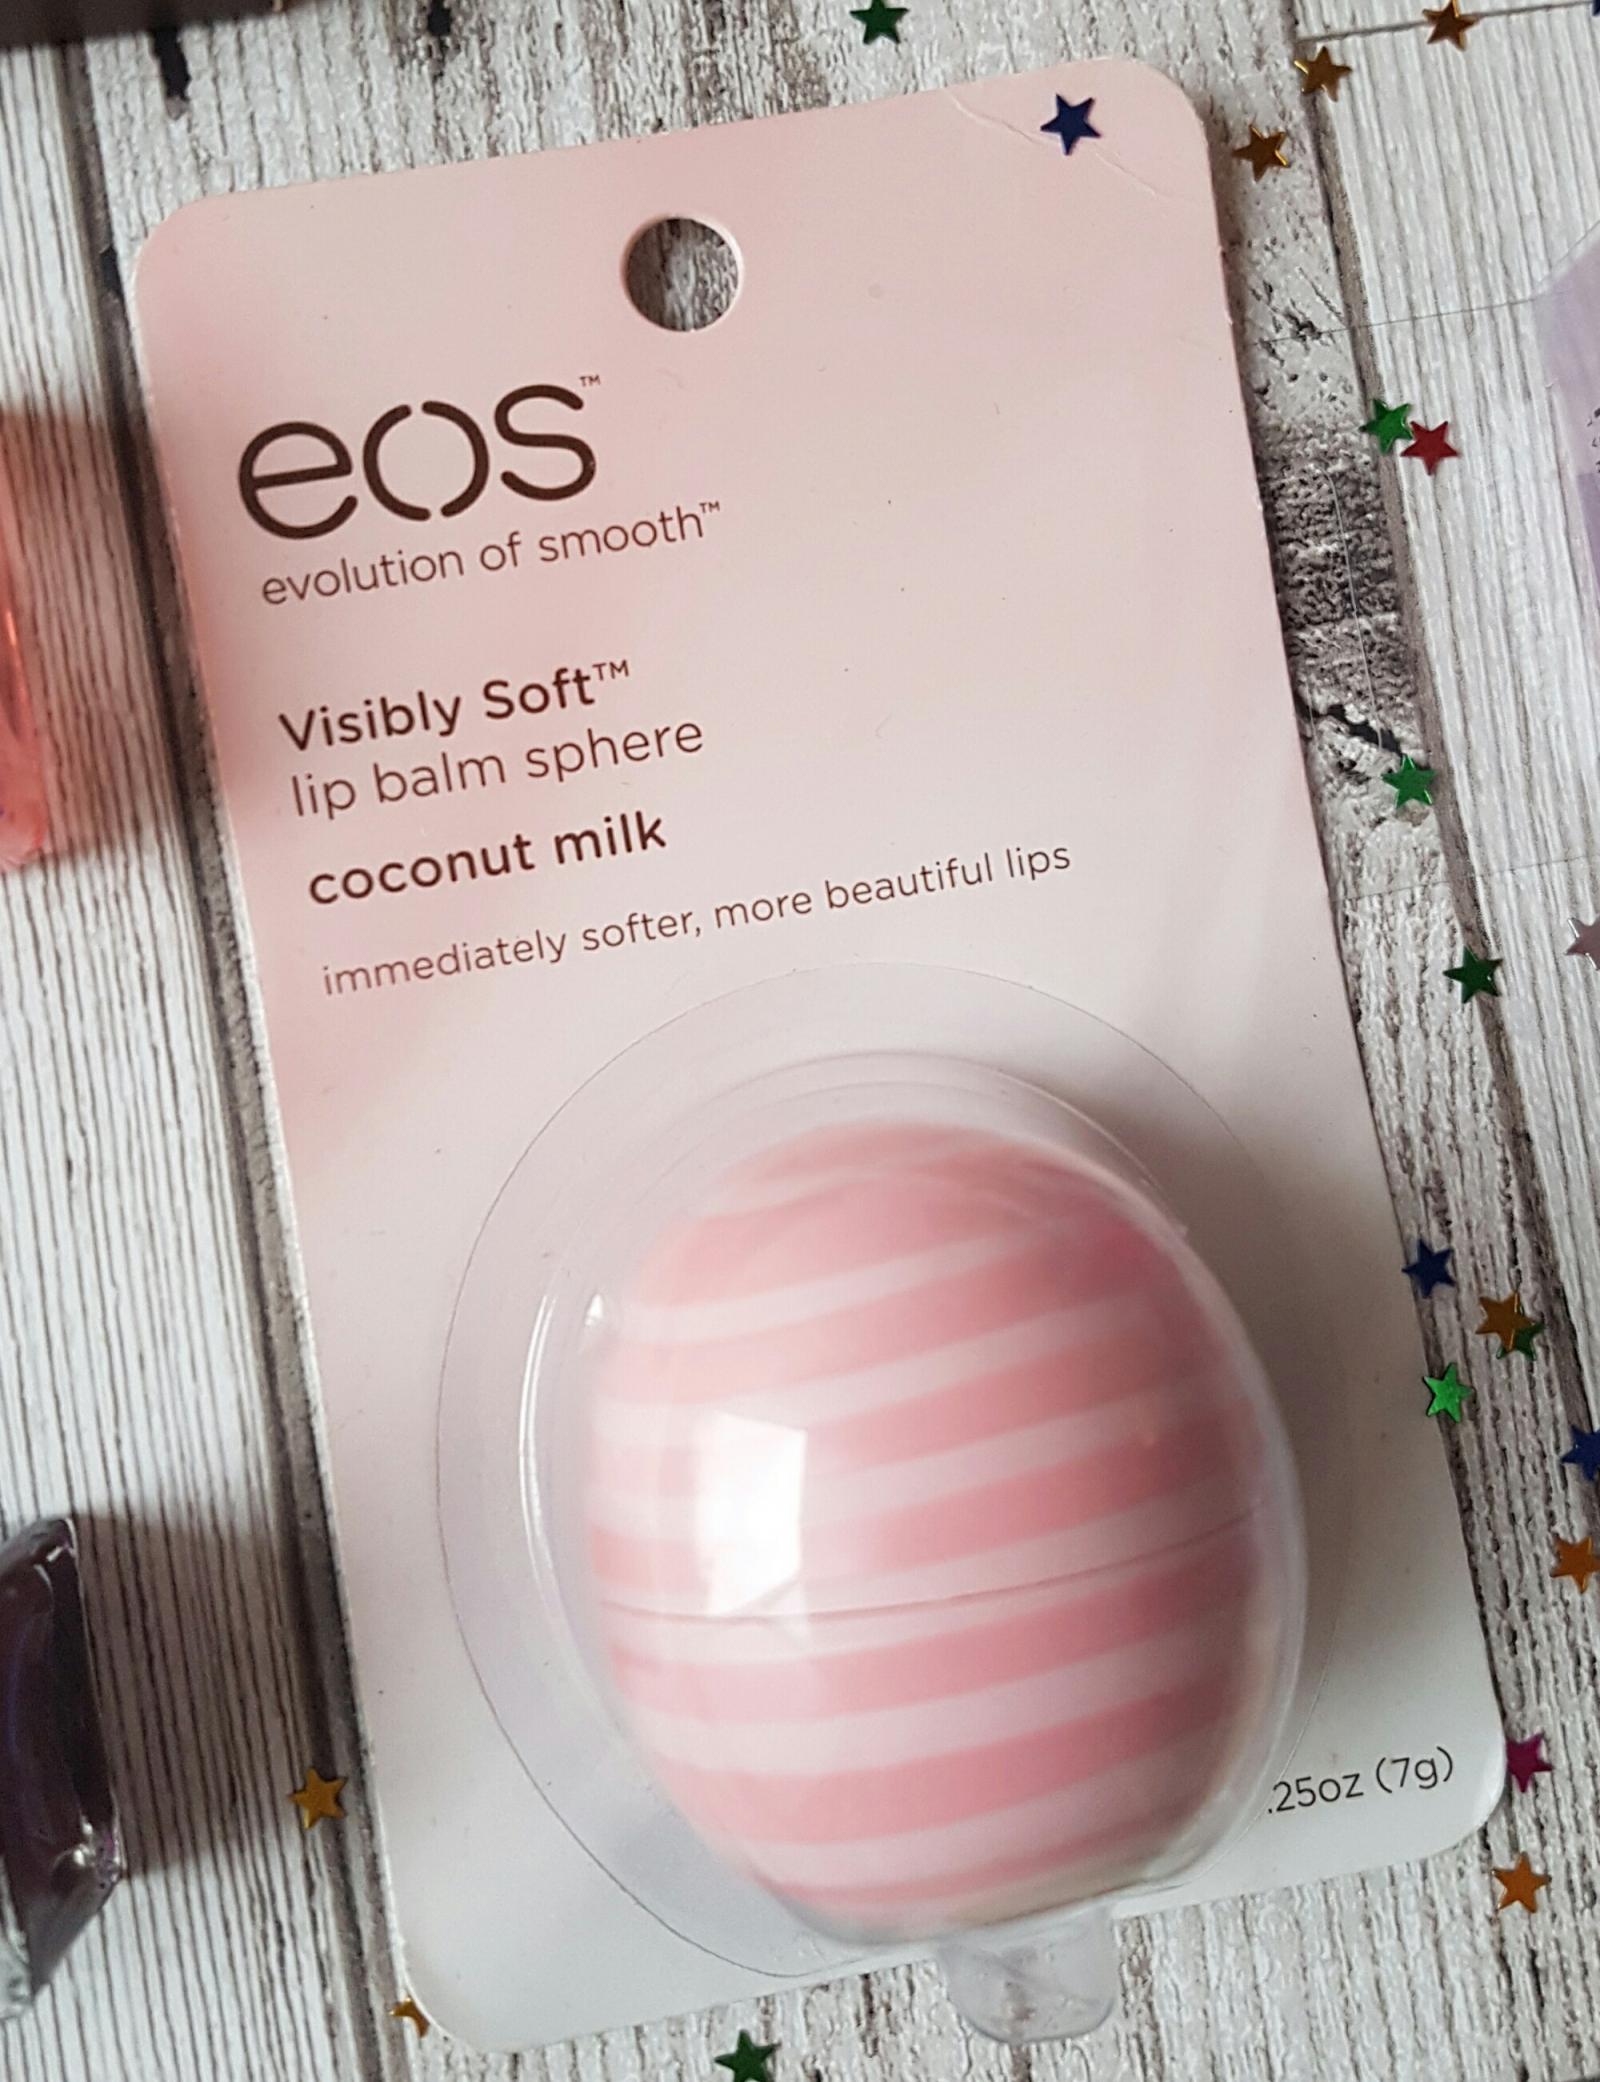 eos™
evolution of smooth™
Visibly Soft™
lip balm sphere
coconut milk
immediately softer, more beautiful lips
.25oz (7g)